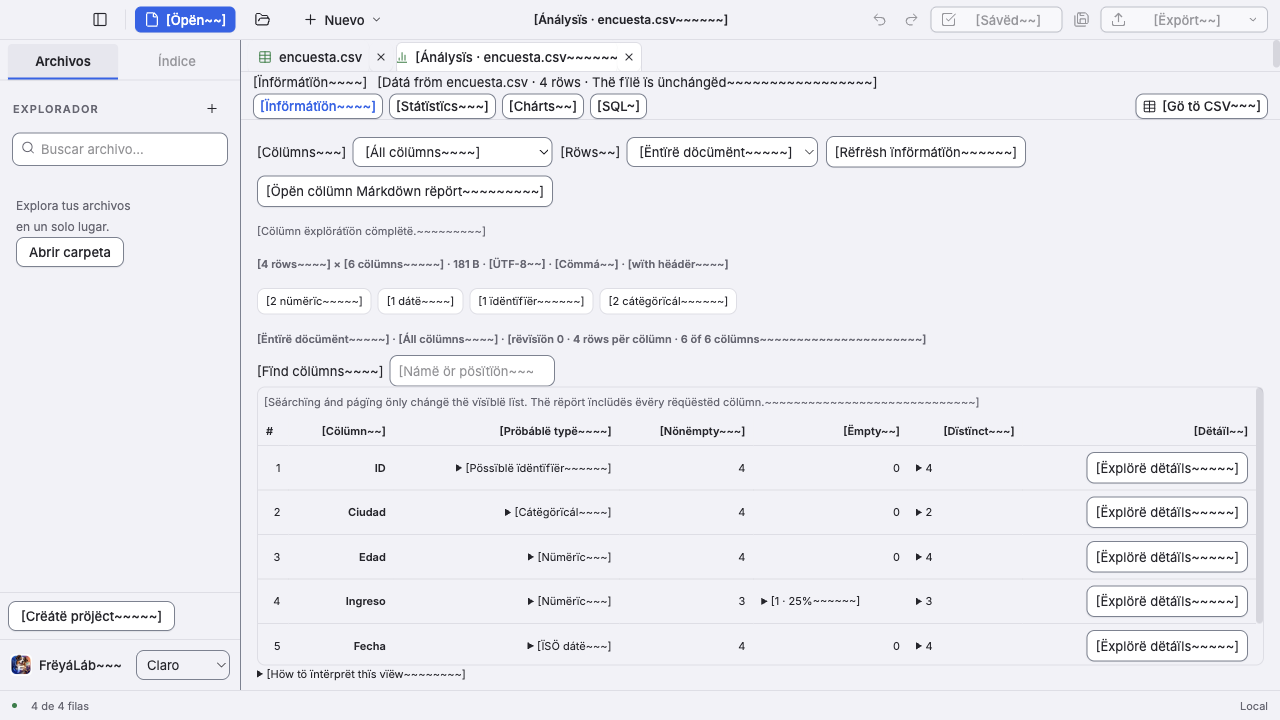 [Öpën~~]
Nuevo
[Ánálysïs · encuesta.csv~~~~~~]
[Sávëd~~]
[Ëxpört~~]
Archivos
Índice
encuesta.csv ×
[Ánálysïs · encuesta.csv~~~~~~ ×
[Ïnförmátïön~~~~] [Dátá fröm encuesta.csv · 4 röws · Thë fïlë ïs ünchángëd~~~~~~~~~~~~~~~~]
[Ïnförmátïön~~~~] [Státïstïcs~~~] [Chárts~~] [SQL~] [Gö tö CSV~~~]
EXPLORADOR +
Buscar archivo...
Explora tus archivos
en un solo lugar.
Abrir carpeta
[Cölümns~~~] [Áll cölümns~~~~] [Röws~~] [Ëntïrë döcümënt~~~~~] [Rëfrësh ïnförmátïön~~~~~~]
[Öpën cölümn Márkdöwn rëpört~~~~~~~~~]
[Cölümn ëxplörátïön cömplëtë.~~~~~~~~~]
[4 röws~~~~] × [6 cölümns~~~~~] · 181 B · [ÜTF-8~~] · [Cömmá~~] · [wïth hëádër~~~~]
[2 nümërïc~~~~~] [1 dátë~~~~] [1 ïdëntïfïër~~~~~~] [2 cátëgörïcál~~~~~~]
[Ëntïrë döcümënt~~~~~] · [Áll cölümns~~~~] · [rëvïsïön 0 · 4 röws për cölümn · 6 öf 6 cölümns~~~~~~~~~~~~~~~~~~~~~~]
[Fïnd cölümns~~~~] [Námë ör pösïtïön~~~
[Sëárchïng ánd págïng önly chángë thë vïsïblë lïst. Thë rëpört ïnclüdës ëvëry rëqüëstëd cölümn.~~~~~~~~~~~~~~~~~~~~~~~~~~~~~]
# [Cölümn~~] [Pröbáblë typë~~~~] [Nönëmpty~~~] [Ëmpty~~] [Dïstïnct~~~] [Dëtáïl~~]
1 ID [Pössïblë ïdëntïfïër~~~~~~] 4 0 4 [Ëxplörë dëtáïls~~~~~]
2 Ciudad [Cátëgörïcál~~~~] 4 0 2 [Ëxplörë dëtáïls~~~~~]
3 Edad [Nümërïc~~~] 4 0 4 [Ëxplörë dëtáïls~~~~~]
4 Ingreso [Nümërïc~~~] 3 [1 · 25%~~~~~~] 3 [Ëxplörë dëtáïls~~~~~]
5 Fecha [ÏSÖ dátë~~~] 4 0 4 [Ëxplörë dëtáïls~~~~~]
[Höw tö ïntërprët thïs vïëw~~~~~~~~]
[Crëátë pröjëct~~~~~]
FrëyáLáb~~~ Claro
4 de 4 filas
Local